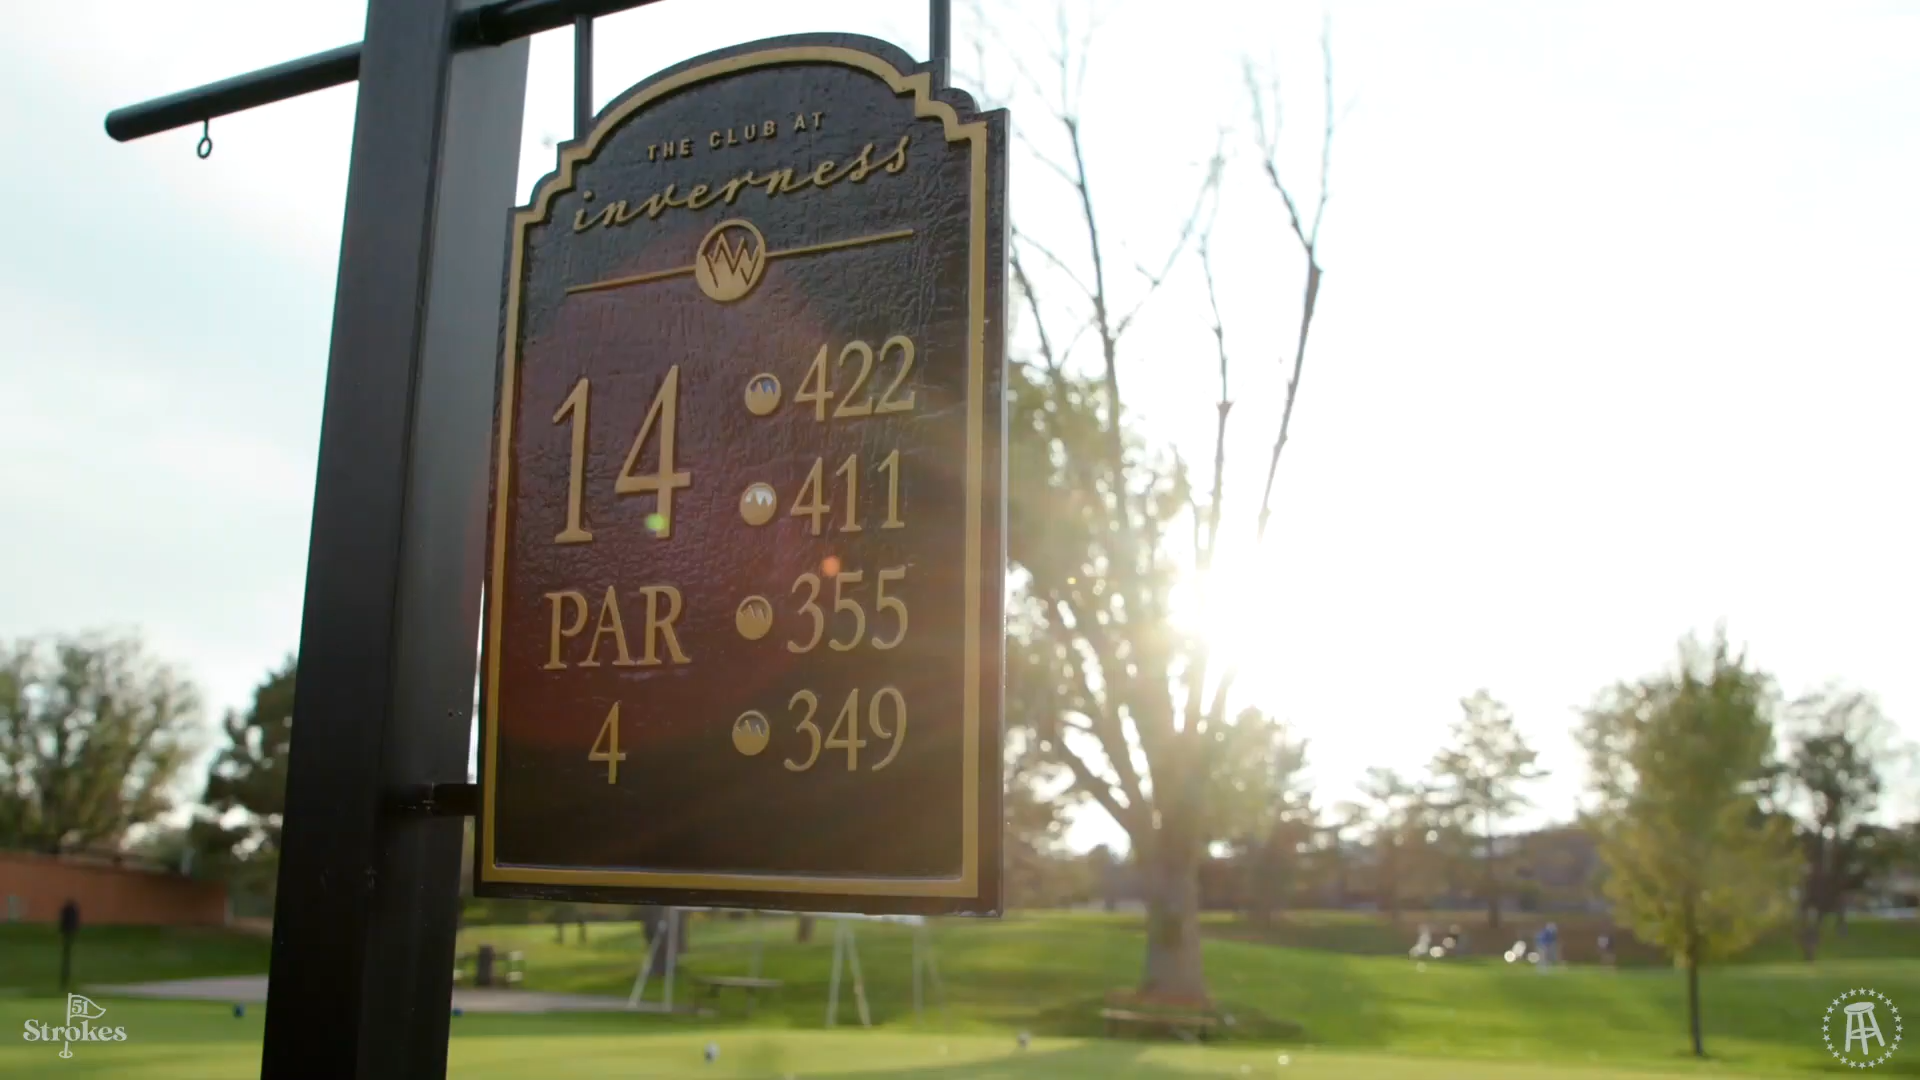 THE CLUB AT
inverness
14
422
411
355
349
PAR
4
51
Strokes